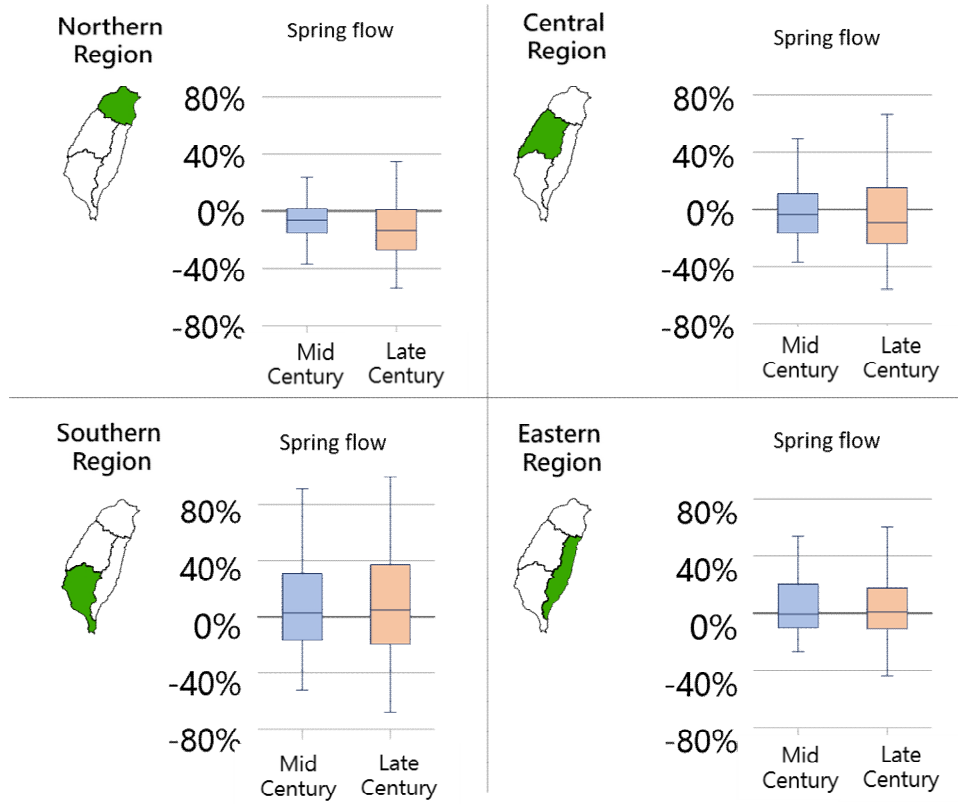 Northern
Region
Spring flow
80%
40%
0%
-40%
-80%
Mid
Century
Late
Century
Central
Region
Spring flow
80%
40%
0%
-40%
-80%
Mid
Century
Late
Century
Southern
Region
Spring flow
80%
40%
0%
-40%
-80%
Mid
Century
Late
Century
Eastern
Region
Spring flow
80%
40%
0%
-40%
-80%
Mid
Century
Late
Century